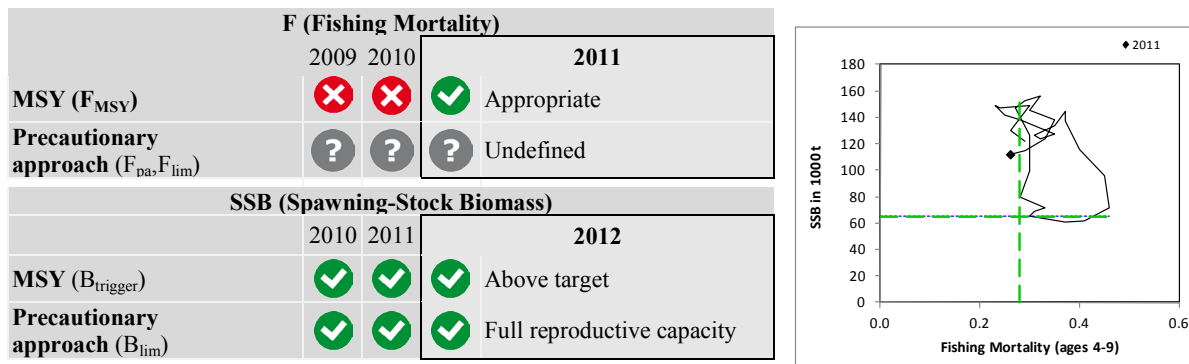 F (Fishing Mortality)
2009 2010 2011
MSY (FMSY) Appropriate
Precautionary
approach (Fpa,Flim) ? ? ? Undefined
SSB (Spawning-Stock Biomass)
2010 2011 2012
MSY (Btrigger) Above target
Precautionary
approach (Blim) Full reproductive capacity
2011
180
160
140
120
100
80
60
40
20
0
SSB in 1000 t
0.0 0.2 0.4 0.6
Fishing Mortality (ages 4-9)